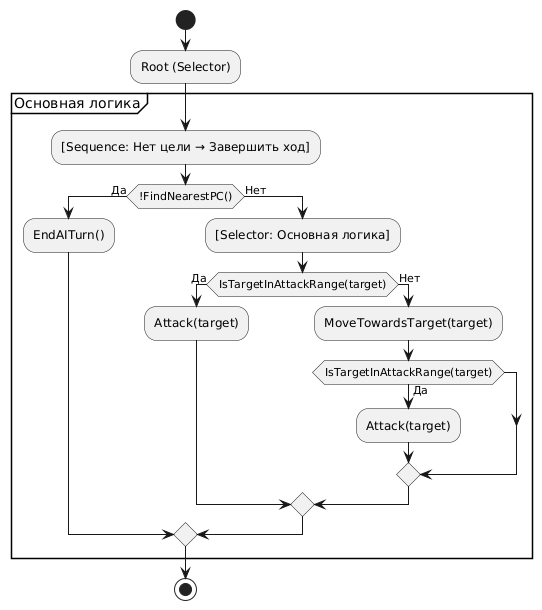 Root (Selector)
Основная логика
[Sequence: Нет цели → Завершить ход]
Да
!FindNearestPC()
Нет
EndAITurn()
[Selector: Основная логика]
Да
IsTargetInAttackRange(target)
Нет
Attack(target)
MoveTowardsTarget(target)
IsTargetInAttackRange(target)
Да
Attack(target)